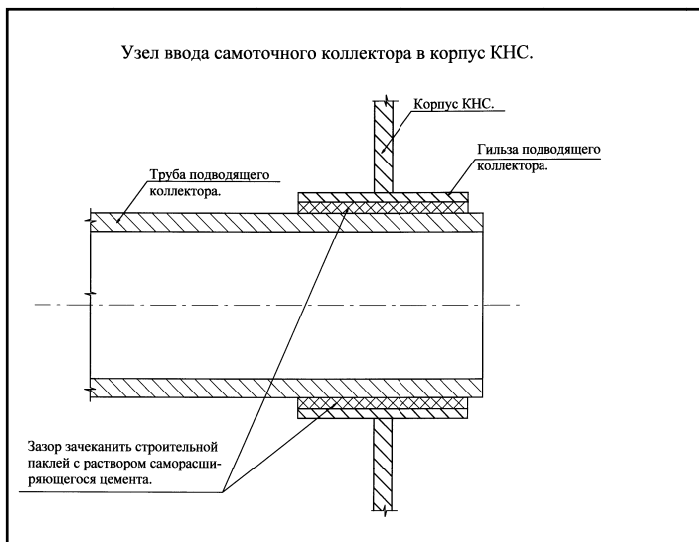 Узел ввода самоточного коллектора в корпус КНС.
Корпус КНС.
Гильза подводящего
коллектора.
Труба подводящего
коллектора.
Зазор зачеканить строительной
паклей с раствором саморасши-
ряющегося цемента.